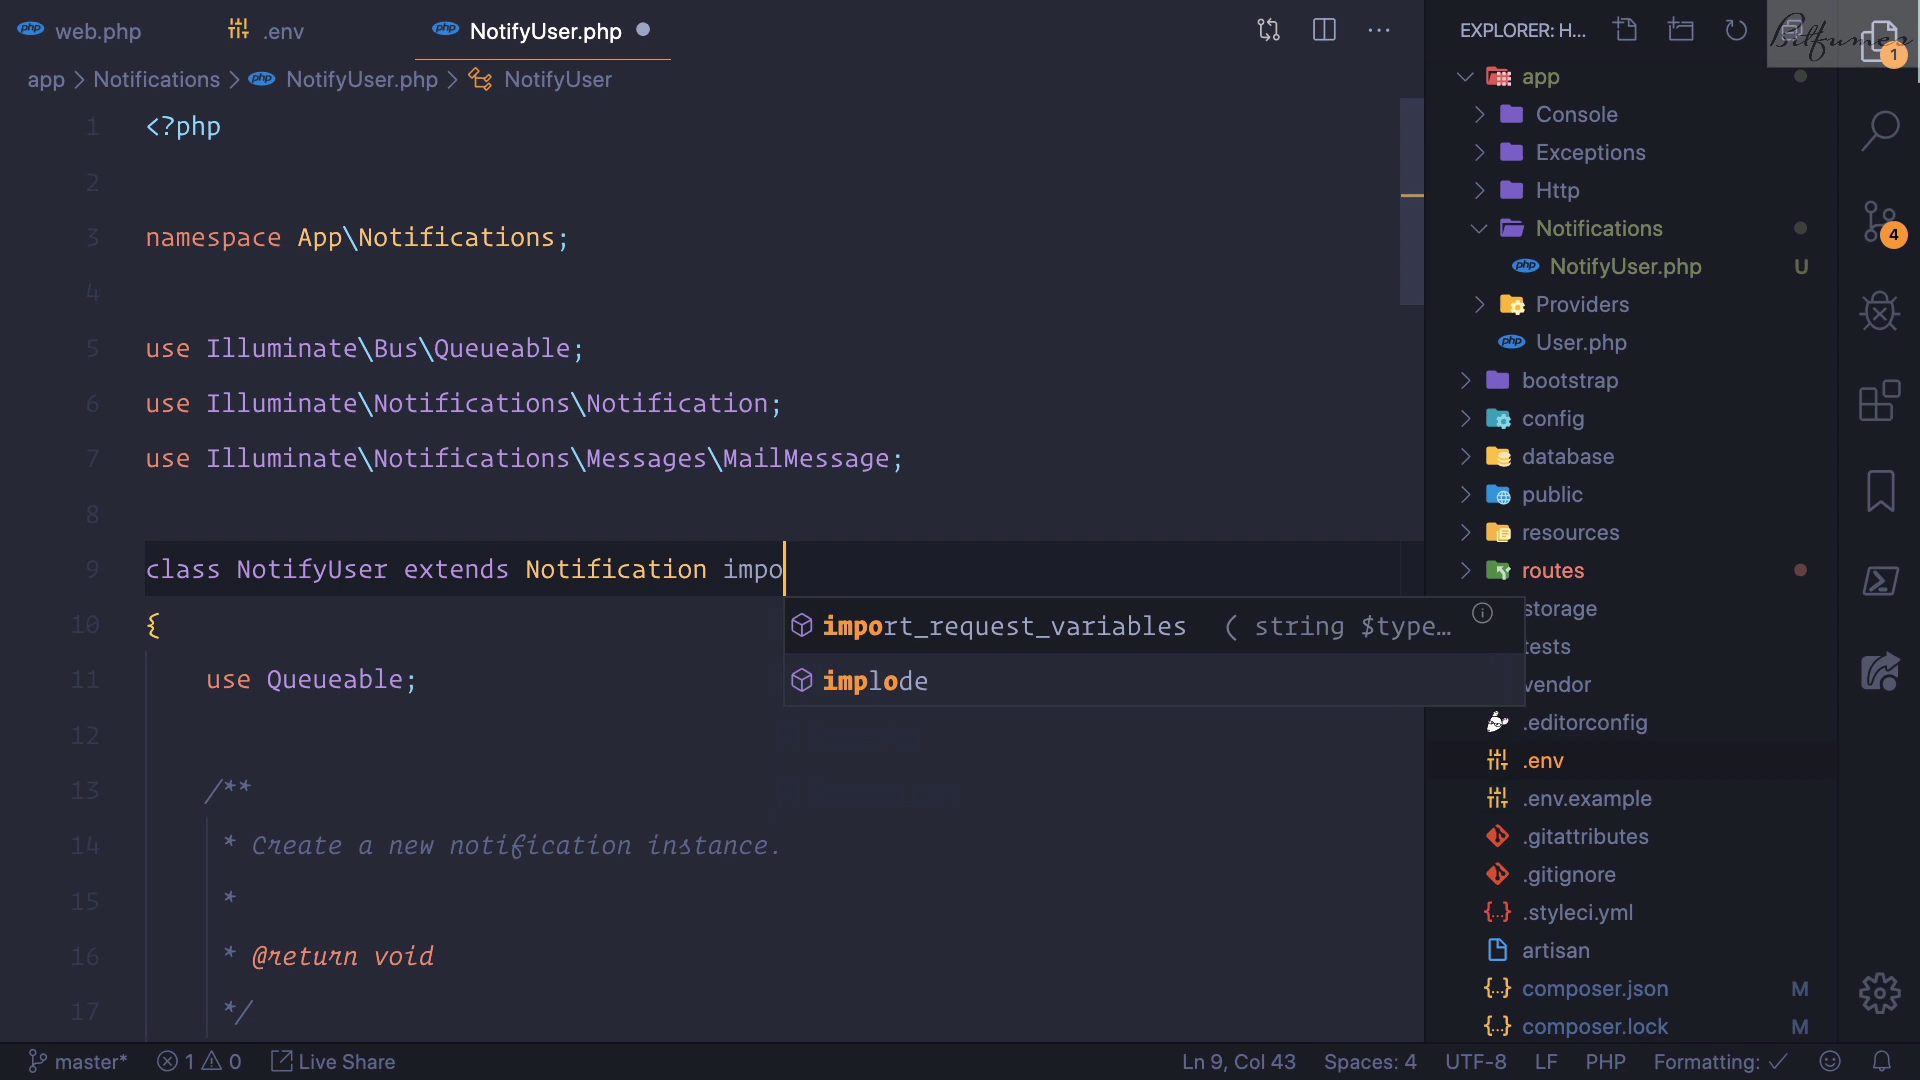 web.php
.env
NotifyUser.php
EXPLORER: H...
Bitfumes
1
app > Notifications > NotifyUser.php > NotifyUser
1 <?php
2
3 namespace App\Notifications;
4
5 use Illuminate\Bus\Queueable;
6 use Illuminate\Notifications\Notification;
7 use Illuminate\Notifications\Messages\MailMessage;
8
9 class NotifyUser extends Notification impo
10 {
11 use Queueable;
12
13 /**
14 * Create a new notification instance.
15 *
16 * @return void
17 */
import_request_variables ( string $type…
implode
app
Console
Exceptions
Http
Notifications
NotifyUser.php U
Providers
User.php
bootstrap
config
database
public
resources
routes
storage
tests
vendor
.editorconfig
.env
.env.example
.gitattributes
.gitignore
.styleci.yml
artisan
composer.json M
composer.lock M
4
master* 1 0 Live Share
Ln 9, Col 43 Spaces: 4 UTF-8 LF PHP Formatting: ✓